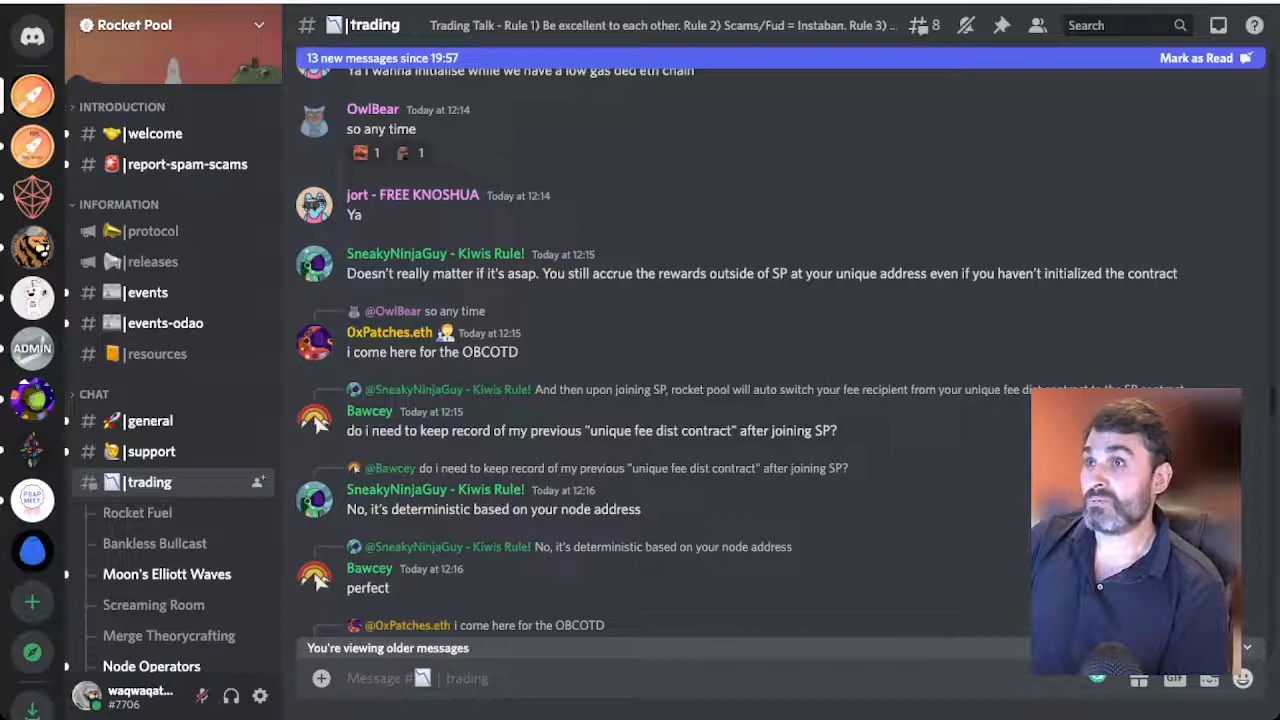 Rocket Pool
INTRODUCTION
# |welcome
# |report-spam-scams
INFORMATION
|protocol
|releases
# |events
# |events-odao
# |resources
CHAT
# |general
# |support
|trading
Rocket Fuel
Bankless Bullcast
Moon's Elliott Waves
Screaming Room
Merge Theorycrafting
Node Operators
waqwaqat...
#7706
ADMIN
POAP
MEET
# |trading
Trading Talk - Rule 1) Be excellent to each other. Rule 2) Scams/Fud = Instaban. Rule 3) ...
8
Search
13 new messages since 19:57
Mark as Read
Ya I wanna initialise while we have a low gas ded eth chain
OwlBear Today at 12:14
so any time
1 1
jort - FREE KNOSHUA Today at 12:14
Ya
SneakyNinjaGuy - Kiwis Rule! Today at 12:15
Doesn't really matter if it's asap. You still accrue the rewards outside of SP at your unique address even if you haven't initialized the contract
@OwlBear so any time
0xPatches.eth Today at 12:15
i come here for the OBCOTD
@SneakyNinjaGuy - Kiwis Rule! And then upon joining SP, rocket pool will auto switch your fee recipient from your unique fee dist contract to the SP contract
Bawcey Today at 12:15
do i need to keep record of my previous "unique fee dist contract" after joining SP?
@Bawcey do i need to keep record of my previous "unique fee dist contract" after joining SP?
SneakyNinjaGuy - Kiwis Rule! Today at 12:16
No, it's deterministic based on your node address
@SneakyNinjaGuy - Kiwis Rule! No, it's deterministic based on your node address
Bawcey Today at 12:16
perfect
@0xPatches.eth i come here for the OBCOTD
You're viewing older messages
Message # | trading
GIF